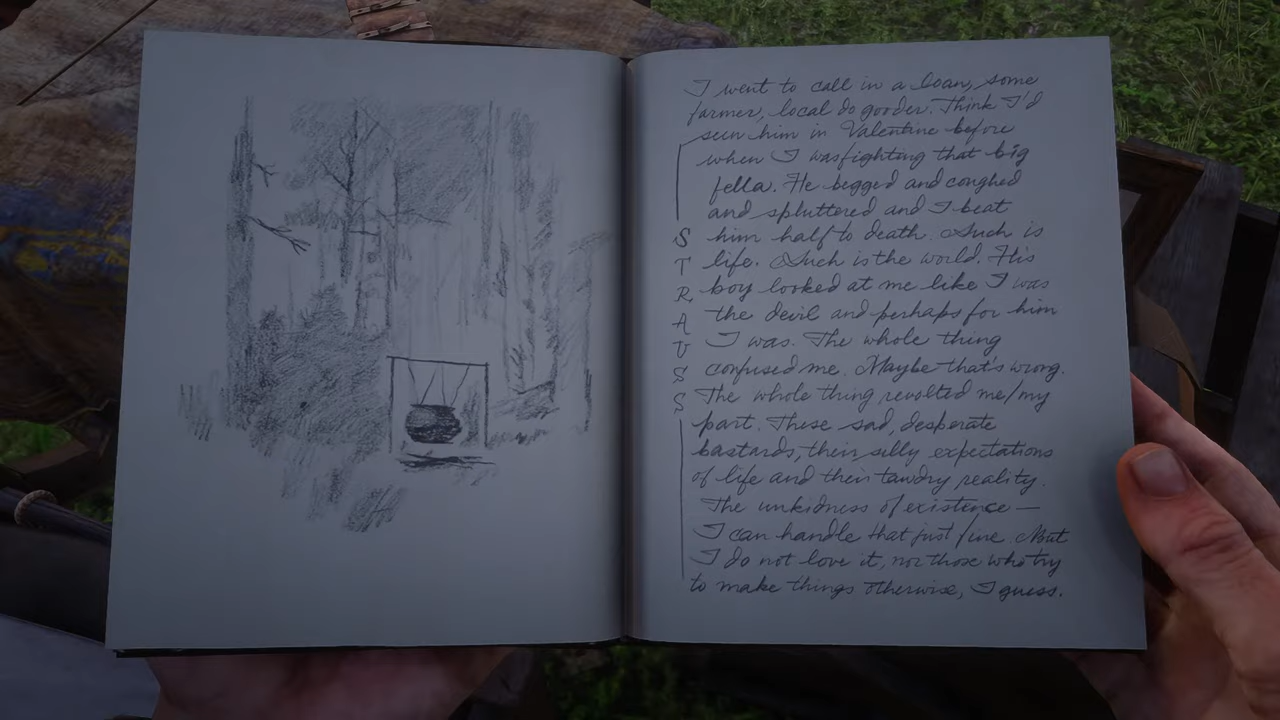 I went to call in a loan, some
farmer, local do gooder. Think I'd
seen him in Valentine before
when I was fighting that big
fella. He begged and coughed
and spluttered and I beat
him half to death. Such is
life. Such is the world. His
boy looked at me like I was
the devil and perhaps for him
I was. The whole thing
confused me. Maybe that's wrong.
The whole thing revolted me/my
part. These sad, desperate
bastards, their silly expectations
of life and their tawdry reality.
The unkidness of existence —
I can handle that just fine. But
I do not love it, nor those who try
to make things otherwise, I guess.
STRAUSS